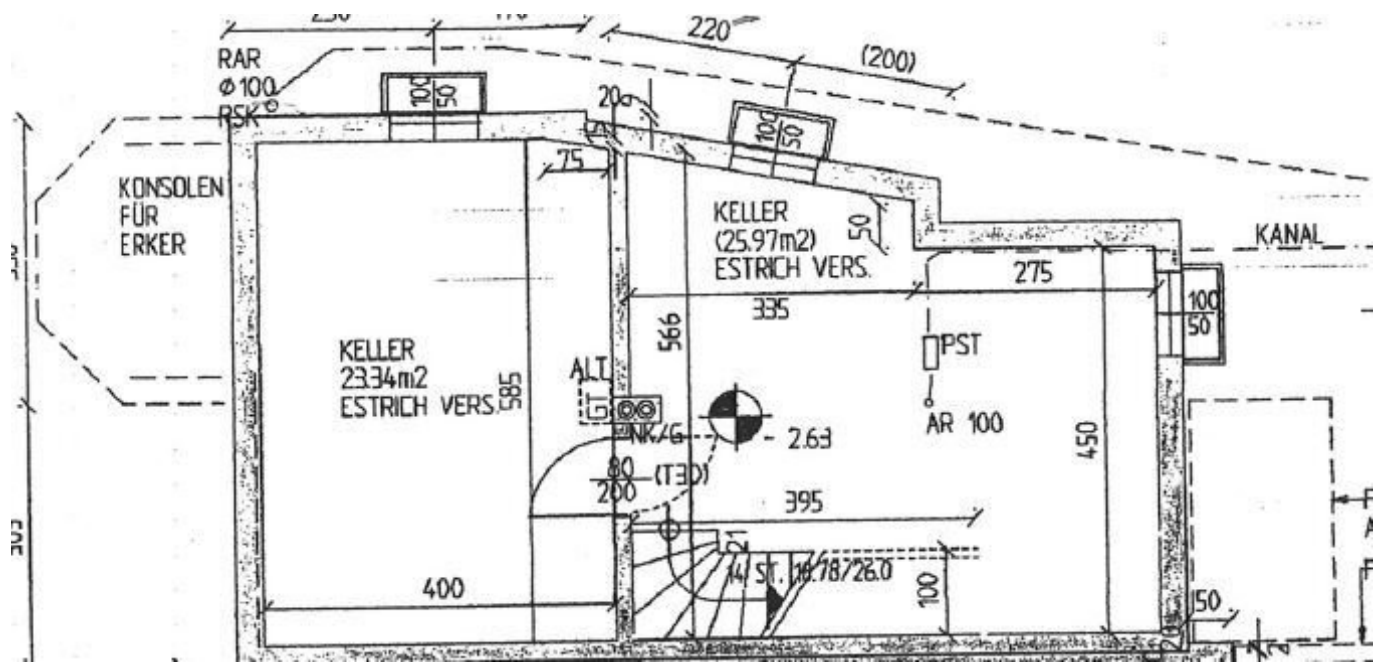 220
(200)
RAR
Ø100
RSK
100
50
20
100
50
75
KONSOLEN
FÜR
ERKER
KELLER
(25.97m2)
ESTRICH VERS.
50
KANAL
335
275
100
50
566
KELLER
23.34m2
ESTRICH VERS.
585
ALT
GT
PST
NK/G
AR 100
- 2.63
450
80
200
(T30)
395
14 ST. 18.78/26.0
400
100
50